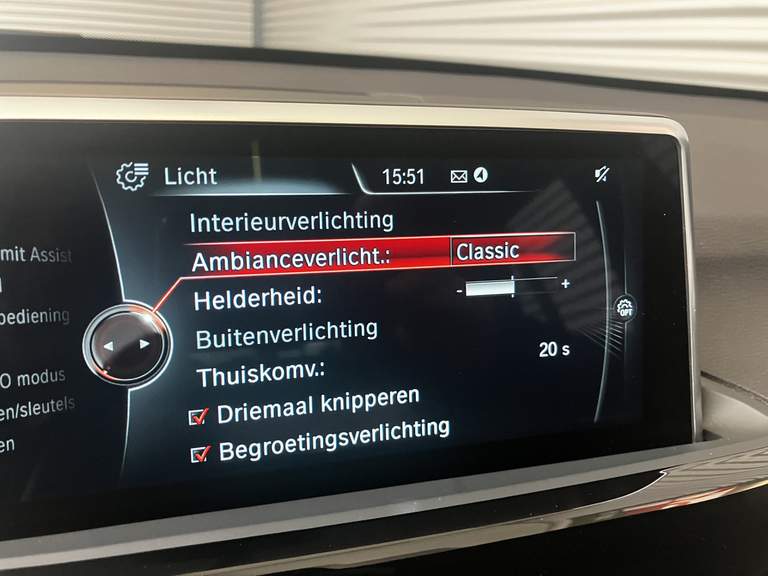 Licht 15:51
Interieurverlichting
Ambianceverlicht.: Classic
Helderheid: - +
Buitenverlichting
Thuiskomv.: 20 s
Driemaal knipperen
Begroetingsverlichting
mit Assist
bediening
O modus
en/sleutels
en
OPT